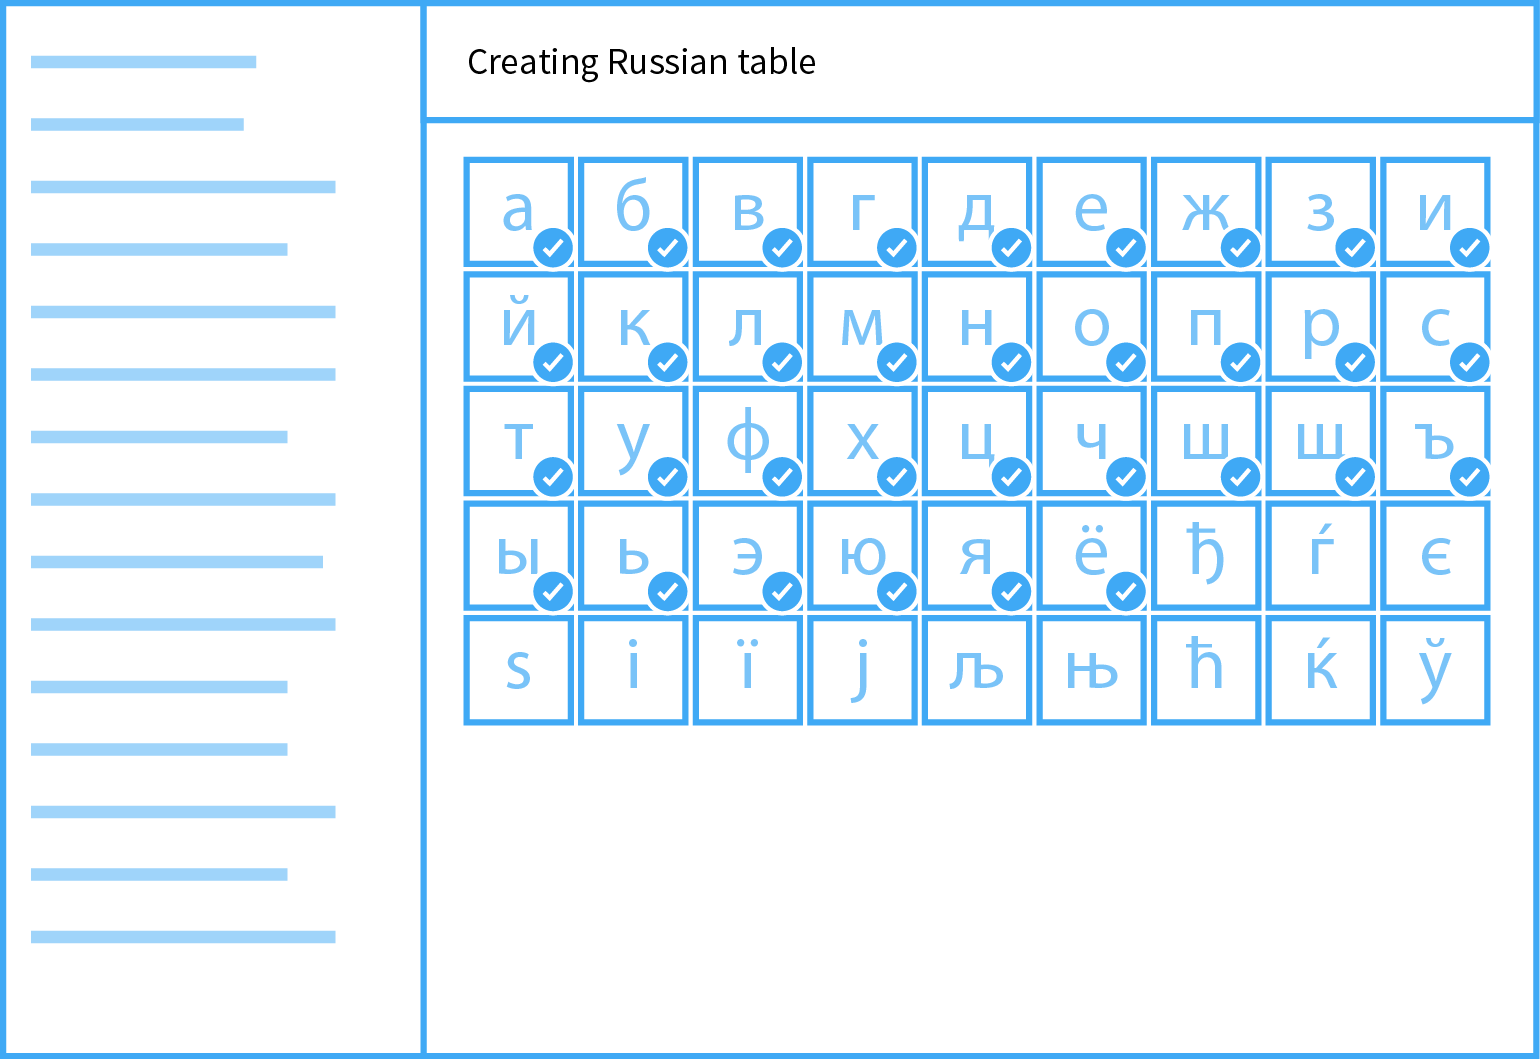 Creating Russian table
а б в г д е ж з и
й к л м н о п р с
т у ф х ц ч ш щ ъ
ы ь э ю я ё ђ ѓ є
ѕ і ї ј љ њ ћ ќ ў